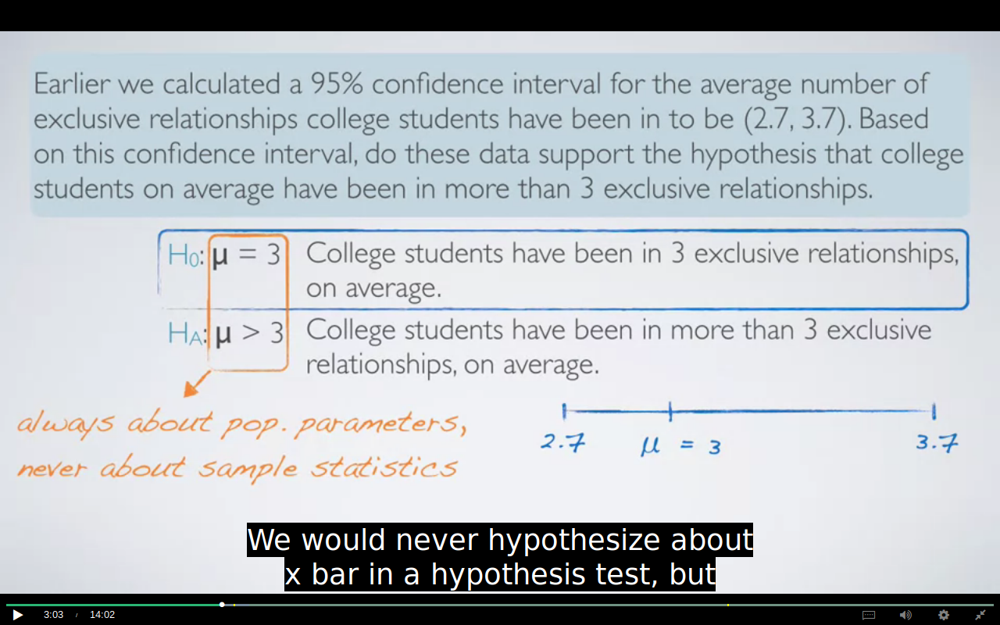 Earlier we calculated a 95% confidence interval for the average number of
exclusive relationships college students have been in to be (2.7, 3.7). Based
on this confidence interval, do these data support the hypothesis that college
students on average have been in more than 3 exclusive relationships.
H0: μ = 3 College students have been in 3 exclusive relationships,
on average.
HA: μ > 3 College students have been in more than 3 exclusive
relationships, on average.
always about pop. parameters,
never about sample statistics
2.7 μ = 3 3.7
We would never hypothesize about
x bar in a hypothesis test, but
3:03 / 14:02